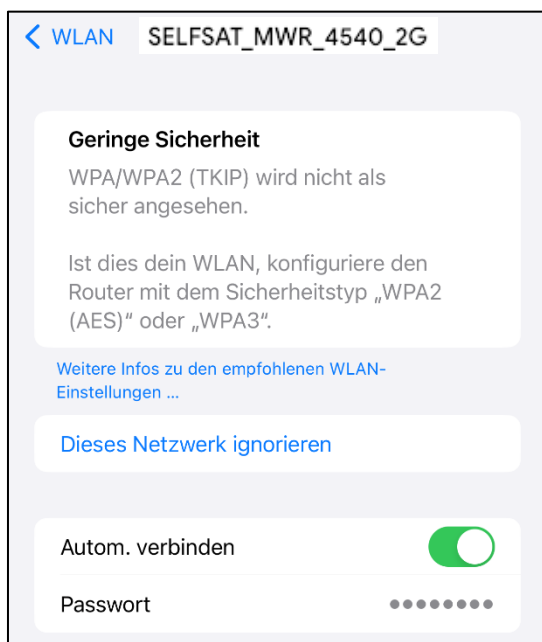 WLAN SELFSAT_MWR_4540_2G
Geringe Sicherheit
WPA/WPA2 (TKIP) wird nicht als
sicher angesehen.
Ist dies dein WLAN, konfiguriere den
Router mit dem Sicherheitstyp „WPA2
(AES)“ oder „WPA3“.
Weitere Infos zu den empfohlenen WLAN-
Einstellungen ...
Dieses Netzwerk ignorieren
Autom. verbinden
Passwort ●●●●●●●●